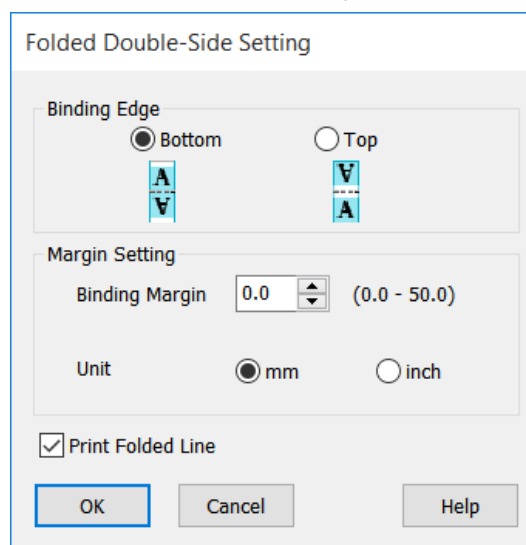 Folded Double-Side Setting
Binding Edge
Bottom Top
A A
A A
Margin Setting
Binding Margin 0.0 (0.0 - 50.0)
Unit mm inch
Print Folded Line
OK Cancel Help